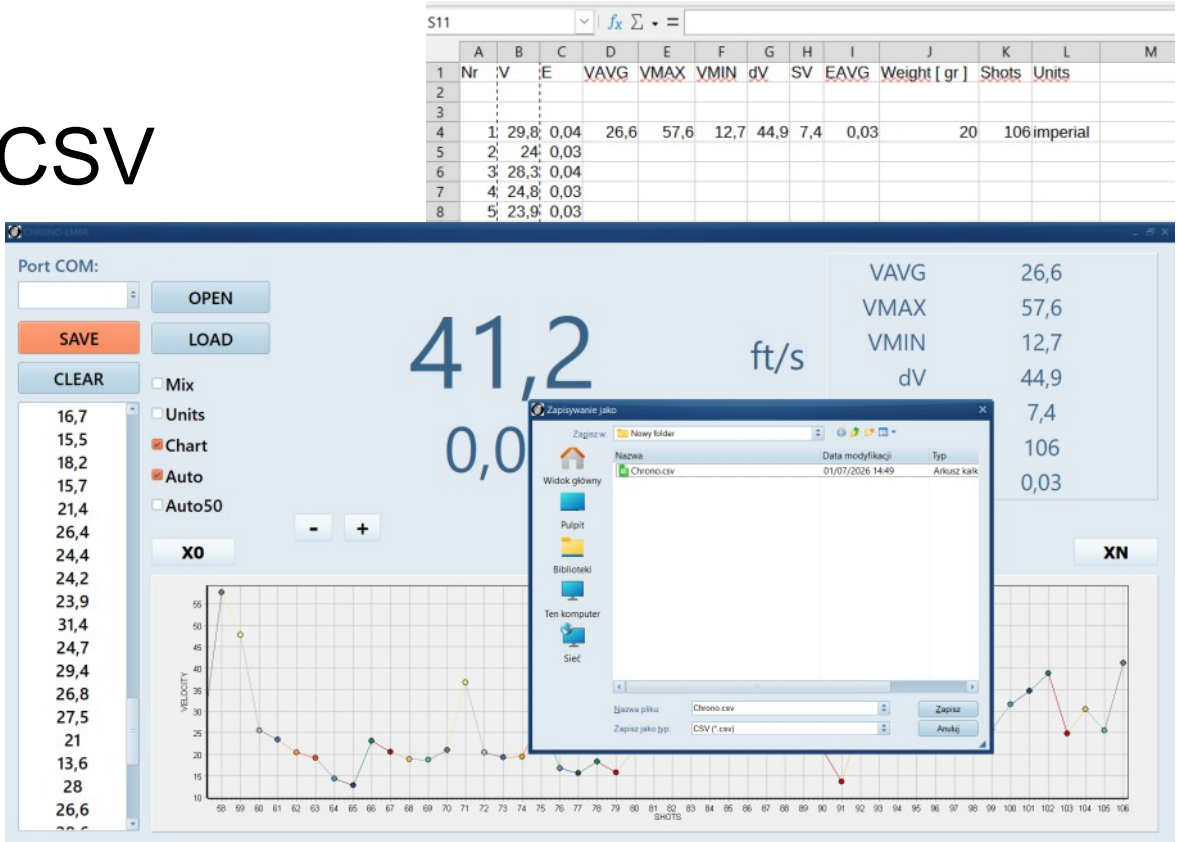 S11 fx Σ =
A B C D E F G H I J K L M
1 Nr V E VAVG VMAX VMIN dV SV EAVG Weight [ gr ] Shots Units
2
3
4 1 29,8 0,04 26,6 57,6 12,7 44,9 7,4 0,03 20 106 imperial
5 2 24 0,03
6 3 28,3 0,04
7 4 24,8 0,03
8 5 23,9 0,03
CSV
Port COM:
OPEN
SAVE
LOAD
CLEAR
Mix
Units
Chart
Auto
Auto50
16,7
15,5
18,2
15,7
21,4
26,4
24,4
24,2
23,9
31,4
24,7
29,4
26,8
27,5
21
13,6
28
26,6
41,2
ft/s
0,0
VAVG 26,6
VMAX 57,6
VMIN 12,7
dV 44,9
7,4
106
0,03
- +
X0
XN
Zapisywanie jako
Zapisz w: Nowy folder
Nazwa Data modyfikacji Typ
Chrono.csv 01/07/2026 14:49 Arkusz kalk
Widok główny
Pulpit
Biblioteki
Ten komputer
Sieć
Nazwa pliku: Chrono.csv Zapisz
Zapisz jako typ: CSV (*.csv) Anuluj
VELOCITY
55
50
45
40
35
30
25
20
15
10
58 59 60 61 62 63 64 65 66 67 68 69 70 71 72 73 74 75 76 77 78 79 80 81 82 83 84 85 86 87 88 89 90 91 92 93 94 95 96 97 98 99 100 101 102 103 104 105 106
SHOTS